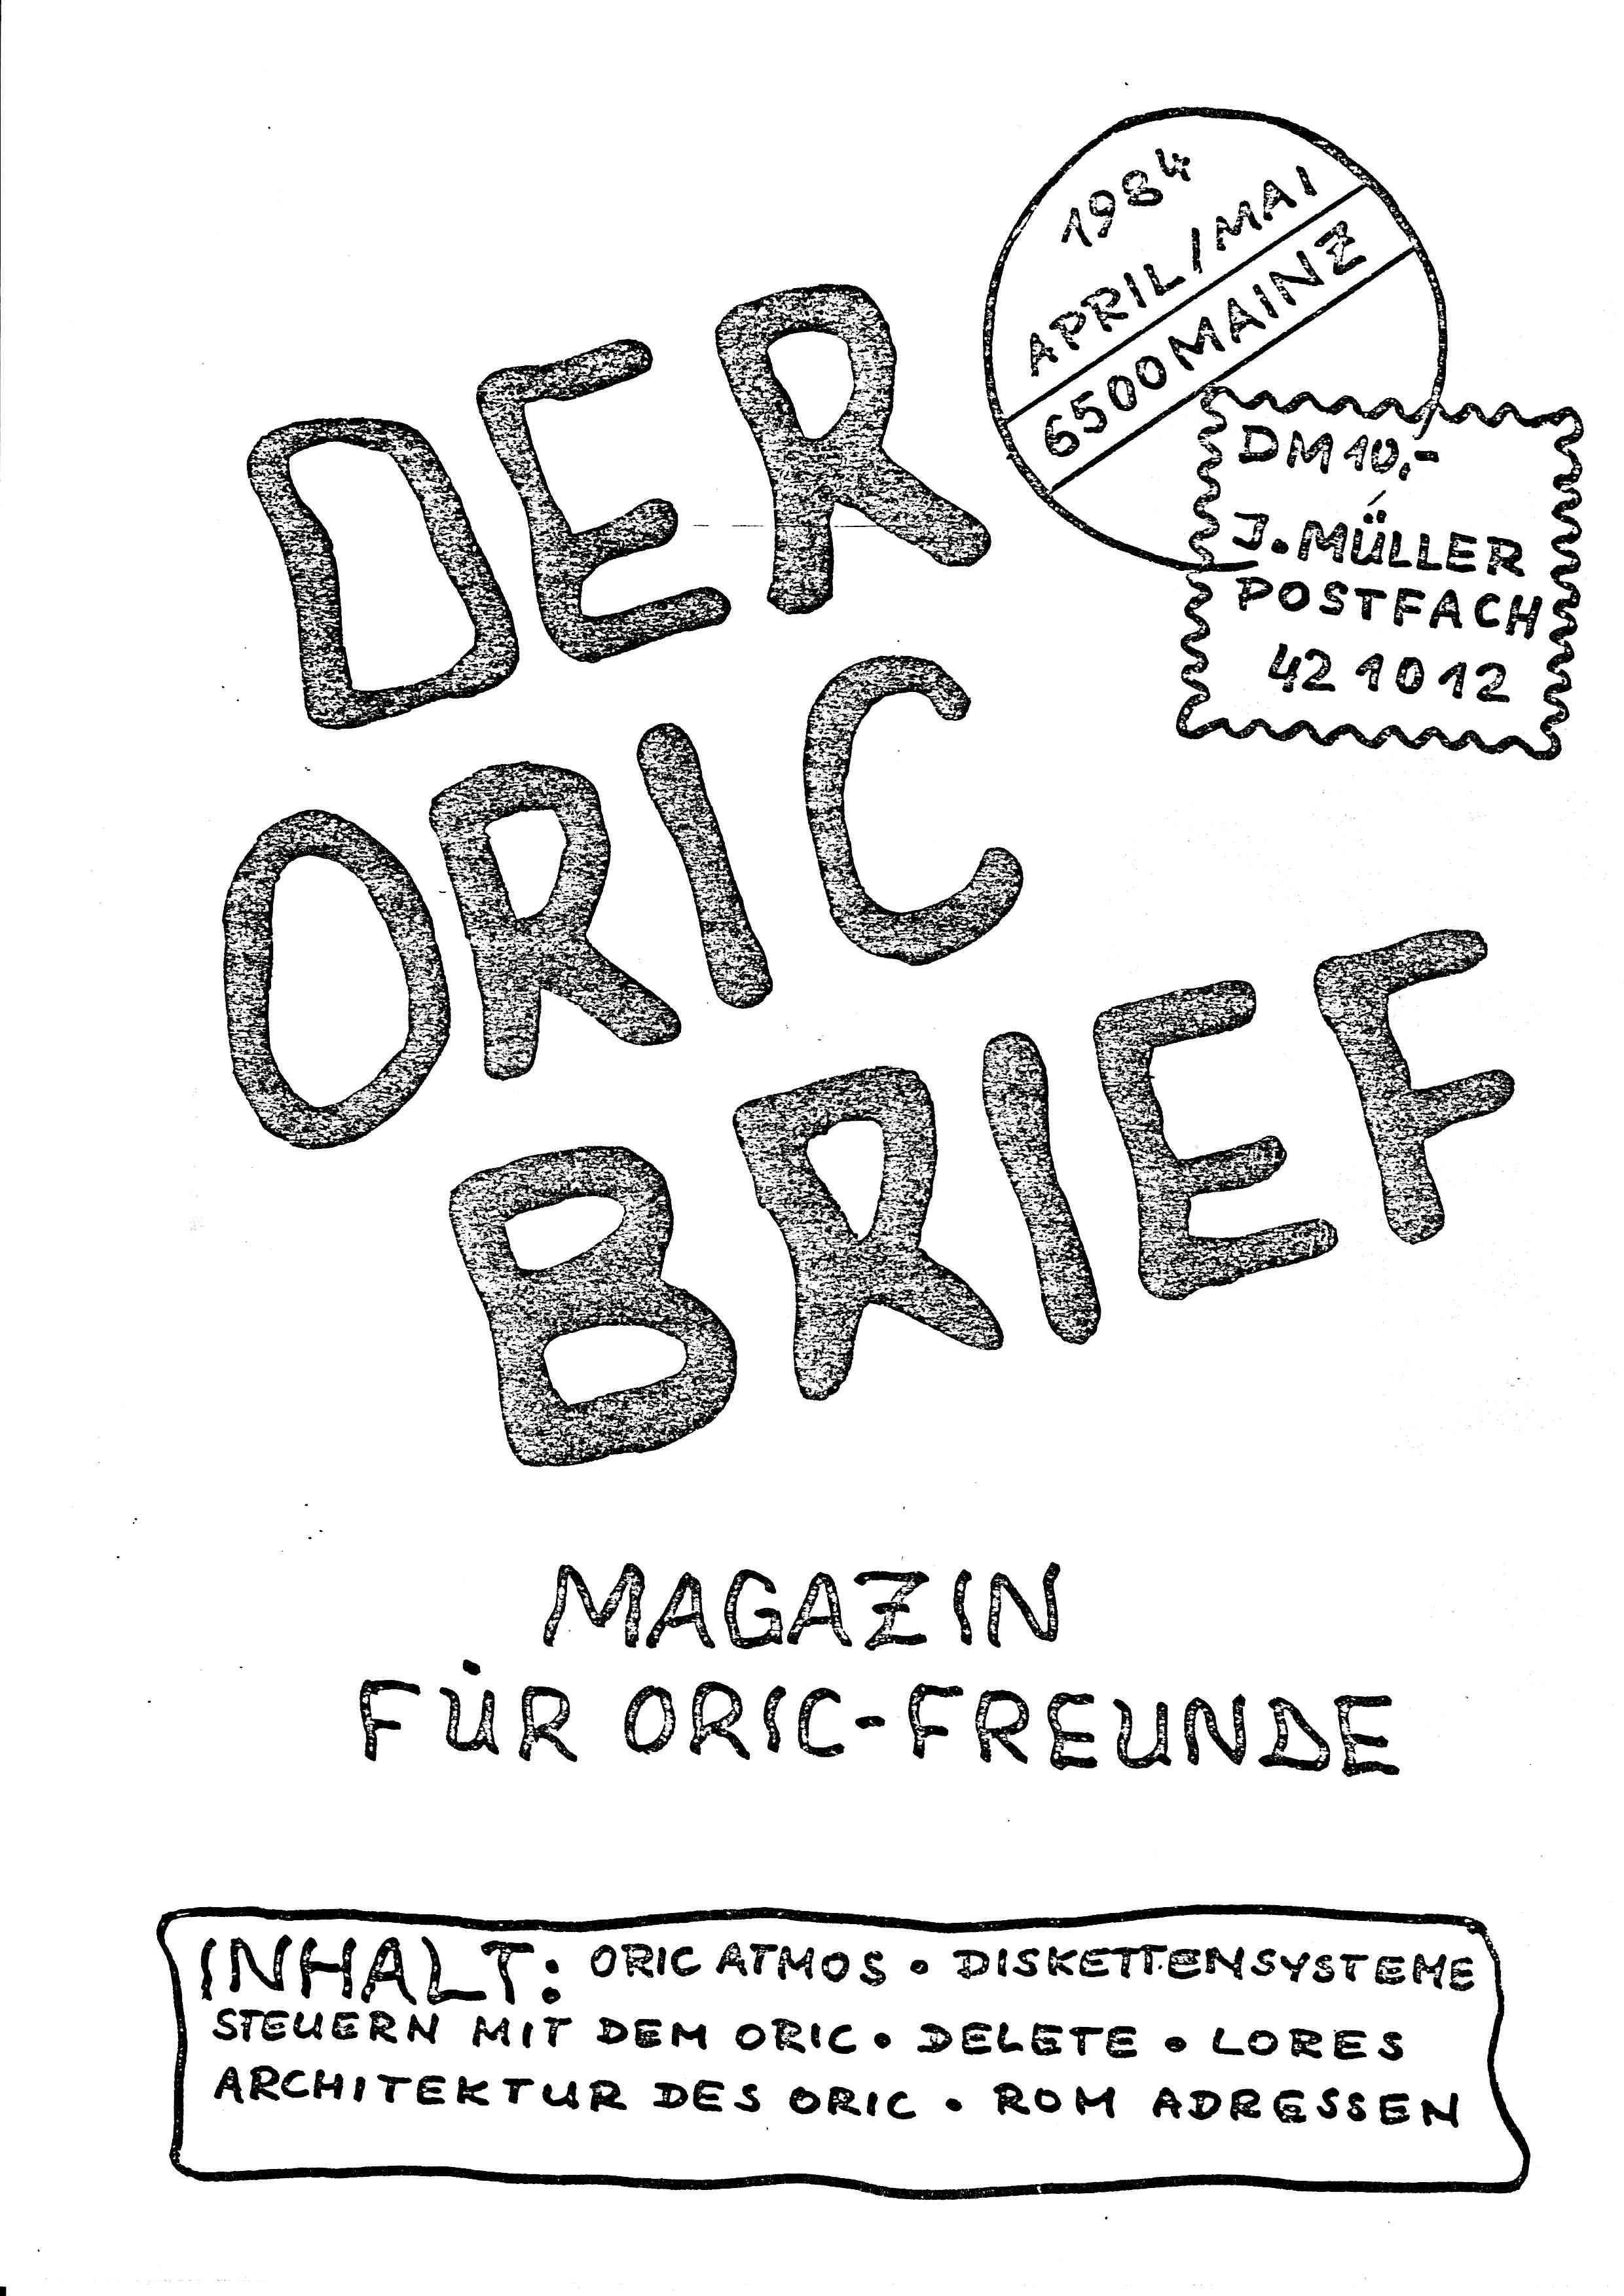 1984
APRIL/MAI
6500 MAINZ
DM 10,-
J. MÜLLER
POSTFACH
42 10 12
DER
ORIC
BRIEF
MAGAZIN
FÜR ORIC-FREUNDE
INHALT: ORIC ATMOS • DISKETTENSYSTEME
STEUERN MIT DEM ORIC • DELETE • LORES
ARCHITEKTUR DES ORIC • ROM ADRESSEN